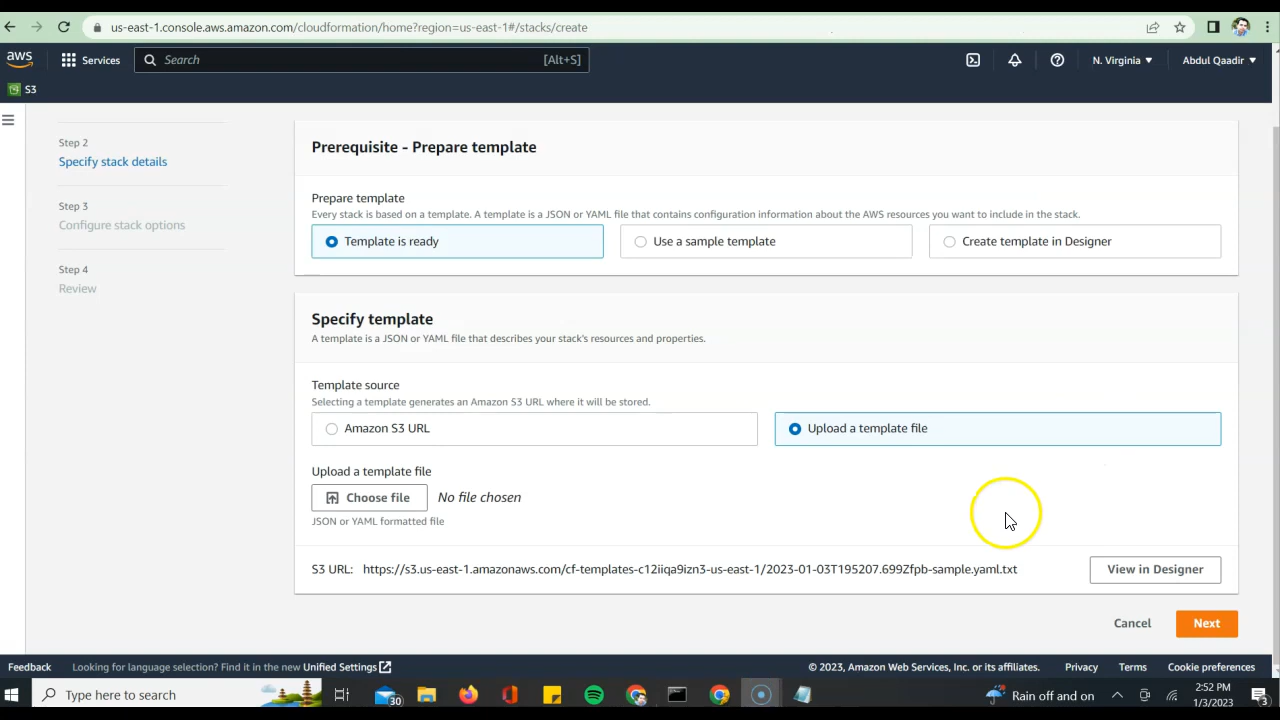 us-east-1.console.aws.amazon.com/cloudformation/home?region=us-east-1#/stacks/create
aws Services Search [Alt+S] N. Virginia Abdul Qaadir
S3
Step 2
Specify stack details
Step 3
Configure stack options
Step 4
Review
Prerequisite - Prepare template
Prepare template
Every stack is based on a template. A template is a JSON or YAML file that contains configuration information about the AWS resources you want to include in the stack.
Template is ready
Use a sample template
Create template in Designer
Specify template
A template is a JSON or YAML file that describes your stack's resources and properties.
Template source
Selecting a template generates an Amazon S3 URL where it will be stored.
Amazon S3 URL
Upload a template file
Upload a template file
Choose file No file chosen
JSON or YAML formatted file
S3 URL: https://s3.us-east-1.amazonaws.com/cf-templates-c12iiqa9izn3-us-east-1/2023-01-03T195207.699Zfpb-sample.yaml.txt
View in Designer
Cancel
Next
Feedback Looking for language selection? Find it in the new Unified Settings © 2023, Amazon Web Services, Inc. or its affiliates. Privacy Terms Cookie preferences
Type here to search 30 Rain off and on 2:52 PM
1/3/2023 3